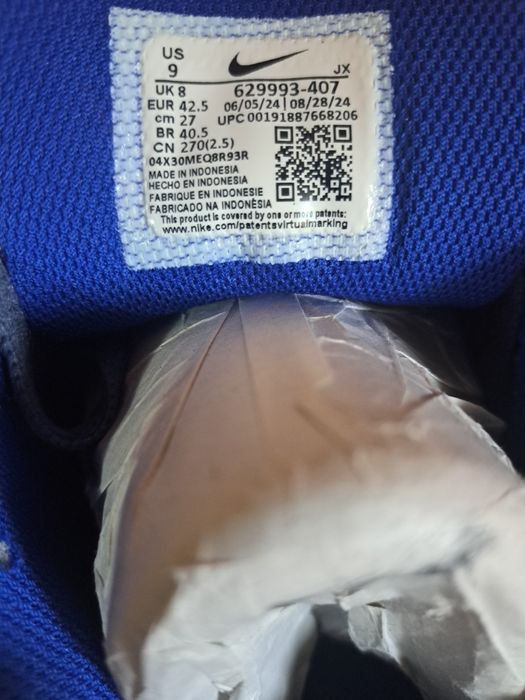 US
9
JX
UK 8
629993-407
EUR 42.5
06/05/24 | 08/28/24
cm 27
UPC 00191887668206
BR 40.5
CN 270(2.5)
04X30MEQ8R93R
MADE IN INDONESIA
HECHO EN INDONESIA
FABRIQUE EN INDONESIE
FABRICADO NA INDONÉSIA
This product is covered by one or more patents:
www.nike.com/patentsvirtualmarking